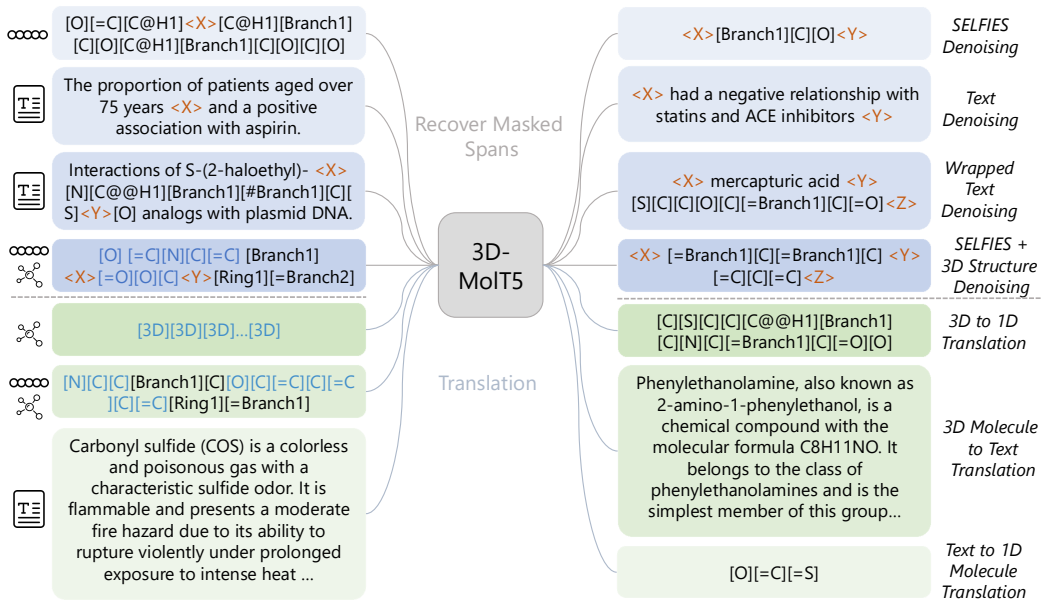 [O][=C][C@H1]<X>[C@H1][Branch1]
[C][O][C@H1][Branch1][C][O][C][O]
The proportion of patients aged over
75 years <X> and a positive
association with aspirin.
Interactions of S-(2-haloethyl)- <X>
[N][C@@H1][Branch1][#Branch1][C][
S]<Y>[O] analogs with plasmid DNA.
[O] [=C][N][C][=C] [Branch1]
<X>[=O][O][C]<Y>[Ring1][=Branch2]
[3D][3D][3D]...[3D]
[N][C][C][Branch1][C][O][C][=C][C][=C
][C][=C][Ring1][=Branch1]
Carbonyl sulfide (COS) is a colorless
and poisonous gas with a
characteristic sulfide odor. It is
flammable and presents a moderate
fire hazard due to its ability to
rupture violently under prolonged
exposure to intense heat ...
Recover Masked
Spans
3D-
MolT5
Translation
<X>[Branch1][C][O]<Y>
<X> had a negative relationship with
statins and ACE inhibitors <Y>
<X> mercapturic acid <Y>
[S][C][C][O][C][=Branch1][C][=O]<Z>
<X> [=Branch1][C][=Branch1][C] <Y>
[=C][C][=C]<Z>
[C][S][C][C][C@@H1][Branch1]
[C][N][C][=Branch1][C][=O][O]
Phenylethanolamine, also known as
2-amino-1-phenylethanol, is a
chemical compound with the
molecular formula C8H11NO. It
belongs to the class of
phenylethanolamines and is the
simplest member of this group...
[O][=C][=S]
SELFIES
Denoising
Text
Denoising
Wrapped
Text
Denoising
SELFIES +
3D Structure
Denoising
3D to 1D
Translation
3D Molecule
to Text
Translation
Text to 1D
Molecule
Translation